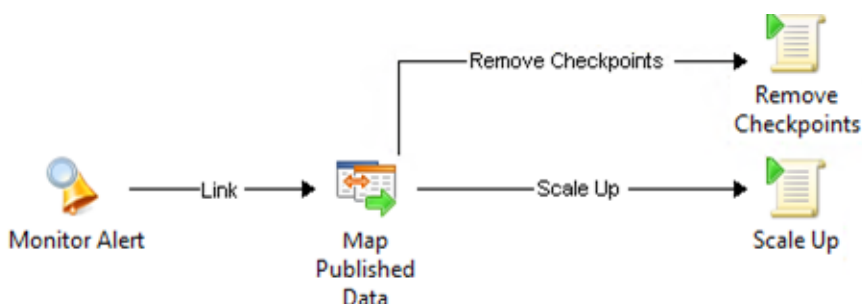 Remove Checkpoints
Remove
Checkpoints
Link
Scale Up
Monitor Alert
Map
Published
Data
Scale Up